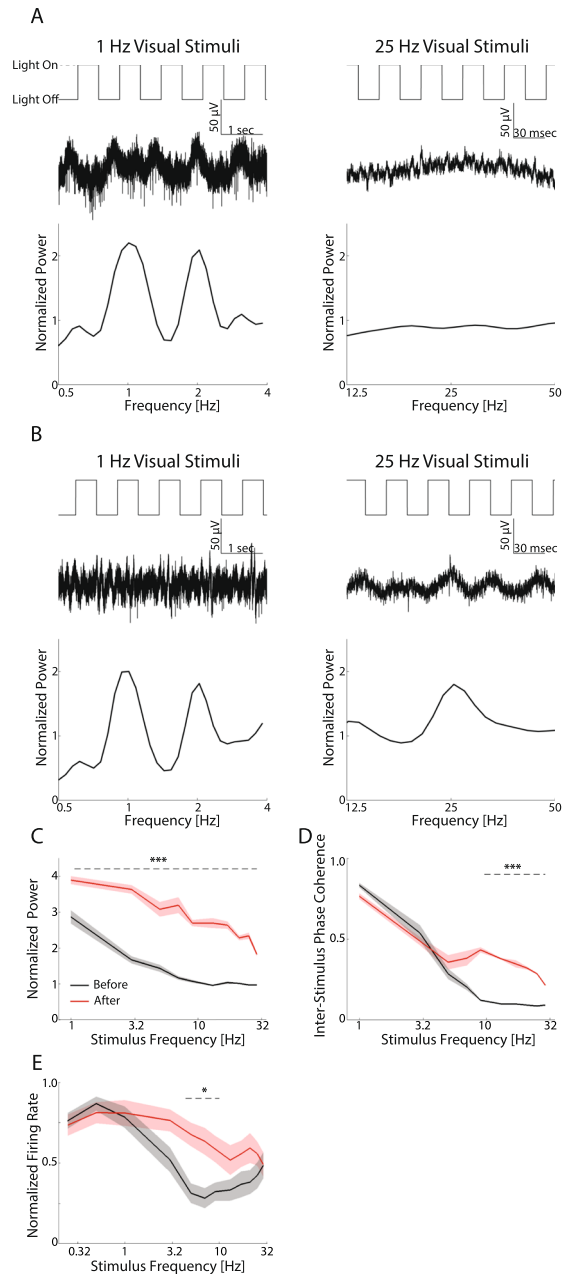 A
1 Hz Visual Stimuli
25 Hz Visual Stimuli
Light On
Light Off
50 µV
1 sec
50 µV
30 msec
Normalized Power
2
1
0
0.5
1
2
4
Frequency [Hz]
Normalized Power
2
1
0
12.5
25
50
Frequency [Hz]
B
1 Hz Visual Stimuli
25 Hz Visual Stimuli
50 µV
1 sec
50 µV
30 msec
Normalized Power
2
1
0
0.5
1
2
4
Frequency [Hz]
Normalized Power
2
1
0
12.5
25
50
Frequency [Hz]
C
***
Normalized Power
4
3
2
1
0
Before
After
1
3.2
10
32
Stimulus Frequency [Hz]
D
***
Inter-Stimulus Phase Coherence
1.0
0.5
0
1
3.2
10
32
Stimulus Frequency [Hz]
E
*
Normalized Firing Rate
1.0
0.5
0
0.32
1
3.2
10
32
Stimulus Frequency [Hz]